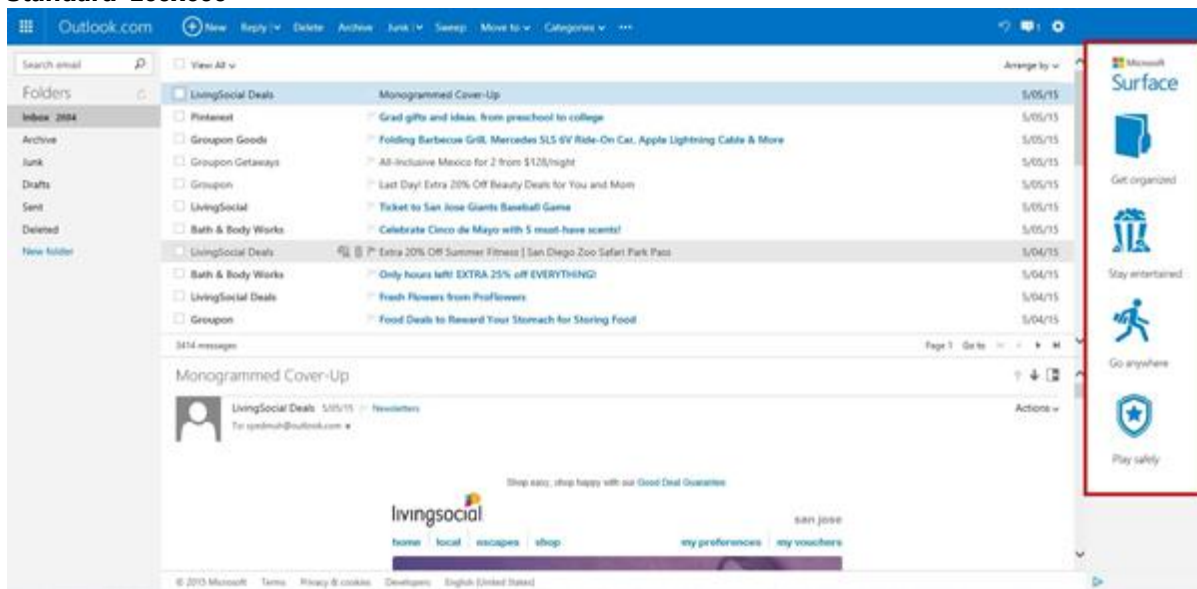 Outlook.com New Reply Delete Archive Junk Sweep Move to Categories ••• 1
Search email View All Arrange by
Folders
Inbox 2604
Archive
Junk
Drafts
Sent
Deleted
New folder
LivingSocial Deals Monogrammed Cover-Up 5/05/15
Pinterest Grad gifts and ideas, from preschool to college 5/05/15
Groupon Goods Folding Barbecue Grill, Mercedes SLS 6V Ride-On Car, Apple Lightning Cable & More 5/05/15
Groupon Getaways All-Inclusive Mexico for 2 from $128/night 5/05/15
Groupon Last Day! Extra 20% Off Beauty Deals for You and Mom 5/05/15
LivingSocial Ticket to San Jose Giants Baseball Game 5/05/15
Bath & Body Works Celebrate Cinco de Mayo with 5 must-have scents! 5/05/15
LivingSocial Deals Extra 20% Off Summer Fitness | San Diego Zoo Safari Park Pass 5/04/15
Bath & Body Works Only hours left! EXTRA 25% off EVERYTHING! 5/04/15
LivingSocial Deals Fresh Flowers from ProFlowers 5/04/15
Groupon Food Deals to Reward Your Stomach for Storing Food 5/04/15
3414 messages Page 1 Go to
Monogrammed Cover-Up
LivingSocial Deals 5/05/15 Newsletters Actions
Shop easy, shop happy with our Good Deal Guarantee
livingsocial san jose
home local escapes shop my preferences my vouchers
© 2015 Microsoft Terms Privacy & cookies Developers English (United States)
Microsoft
Surface
Get organized
Stay entertained
Go anywhere
Play safely